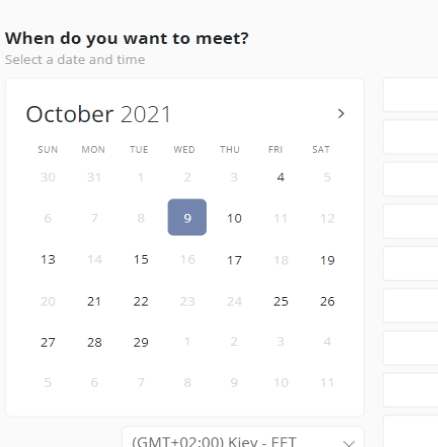 When do you want to meet?
Select a date and time
October 2021
SUN MON TUE WED THU FRI SAT
30 31 1 2 3 4 5
6 7 8 9 10 11 12
13 14 15 16 17 18 19
20 21 22 23 24 25 26
27 28 29 1 2 3 4
5 6 7 8 9 10 11
(GMT+02:00) Kiev - EET